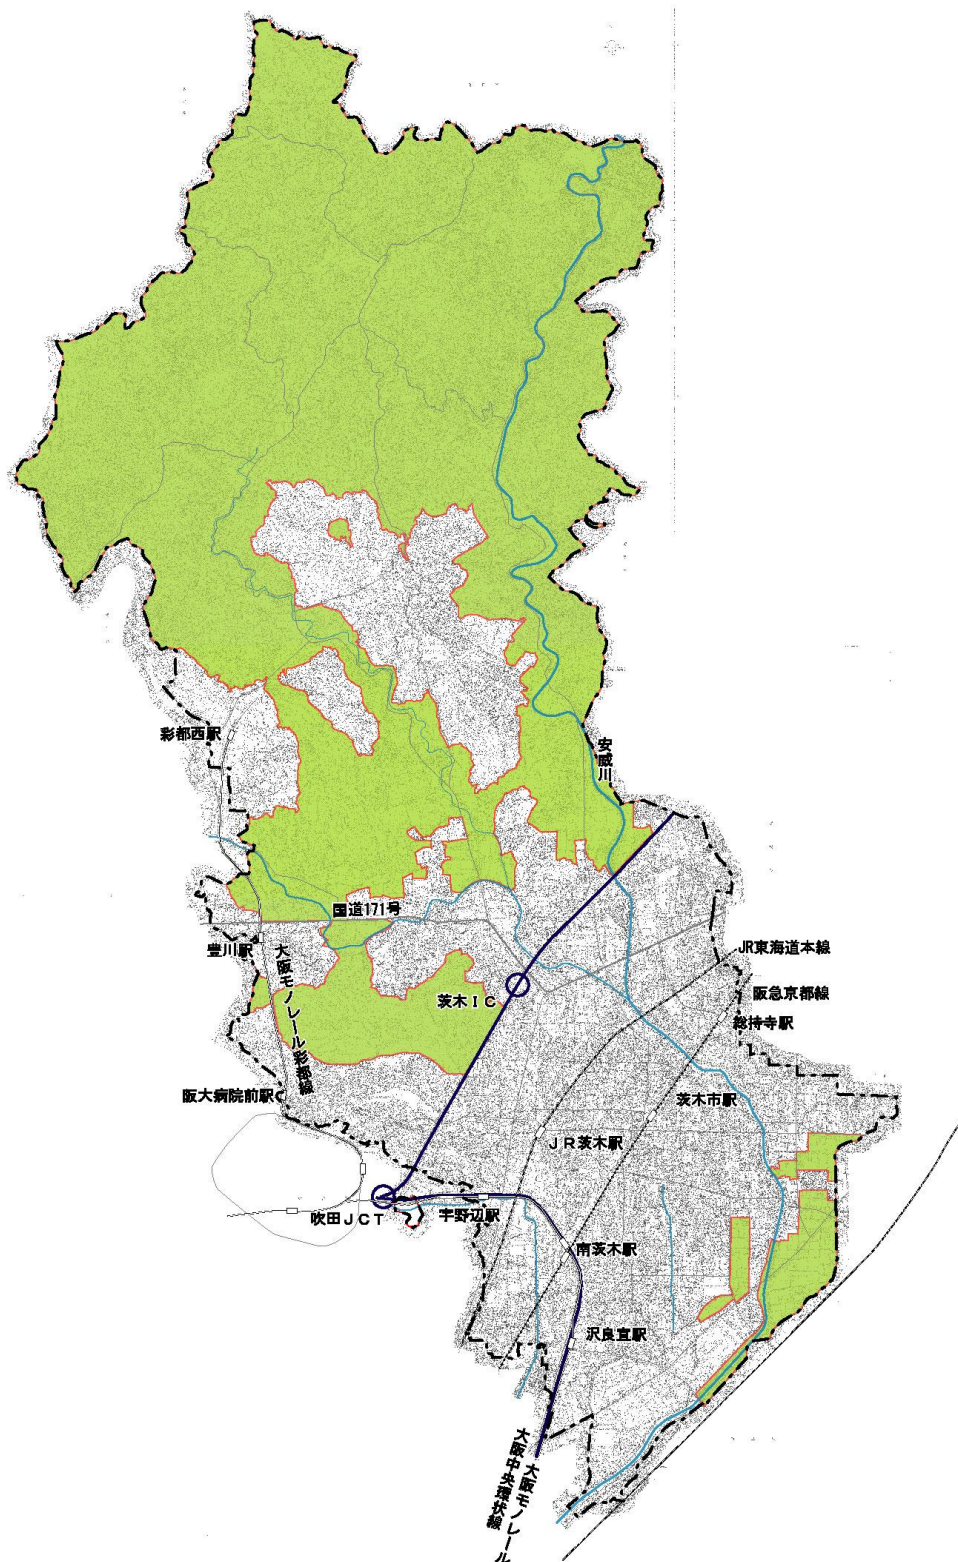 彩都西駅
安威川
国道171号
豊川駅
大阪モノレール彩都線
JR東海道本線
茨木IC
阪急京都線
総持寺駅
阪大病院前駅
茨木市駅
JR茨木駅
吹田JCT
宇野辺駅
南茨木駅
沢良宜駅
大阪モノレール
大阪中央環状線